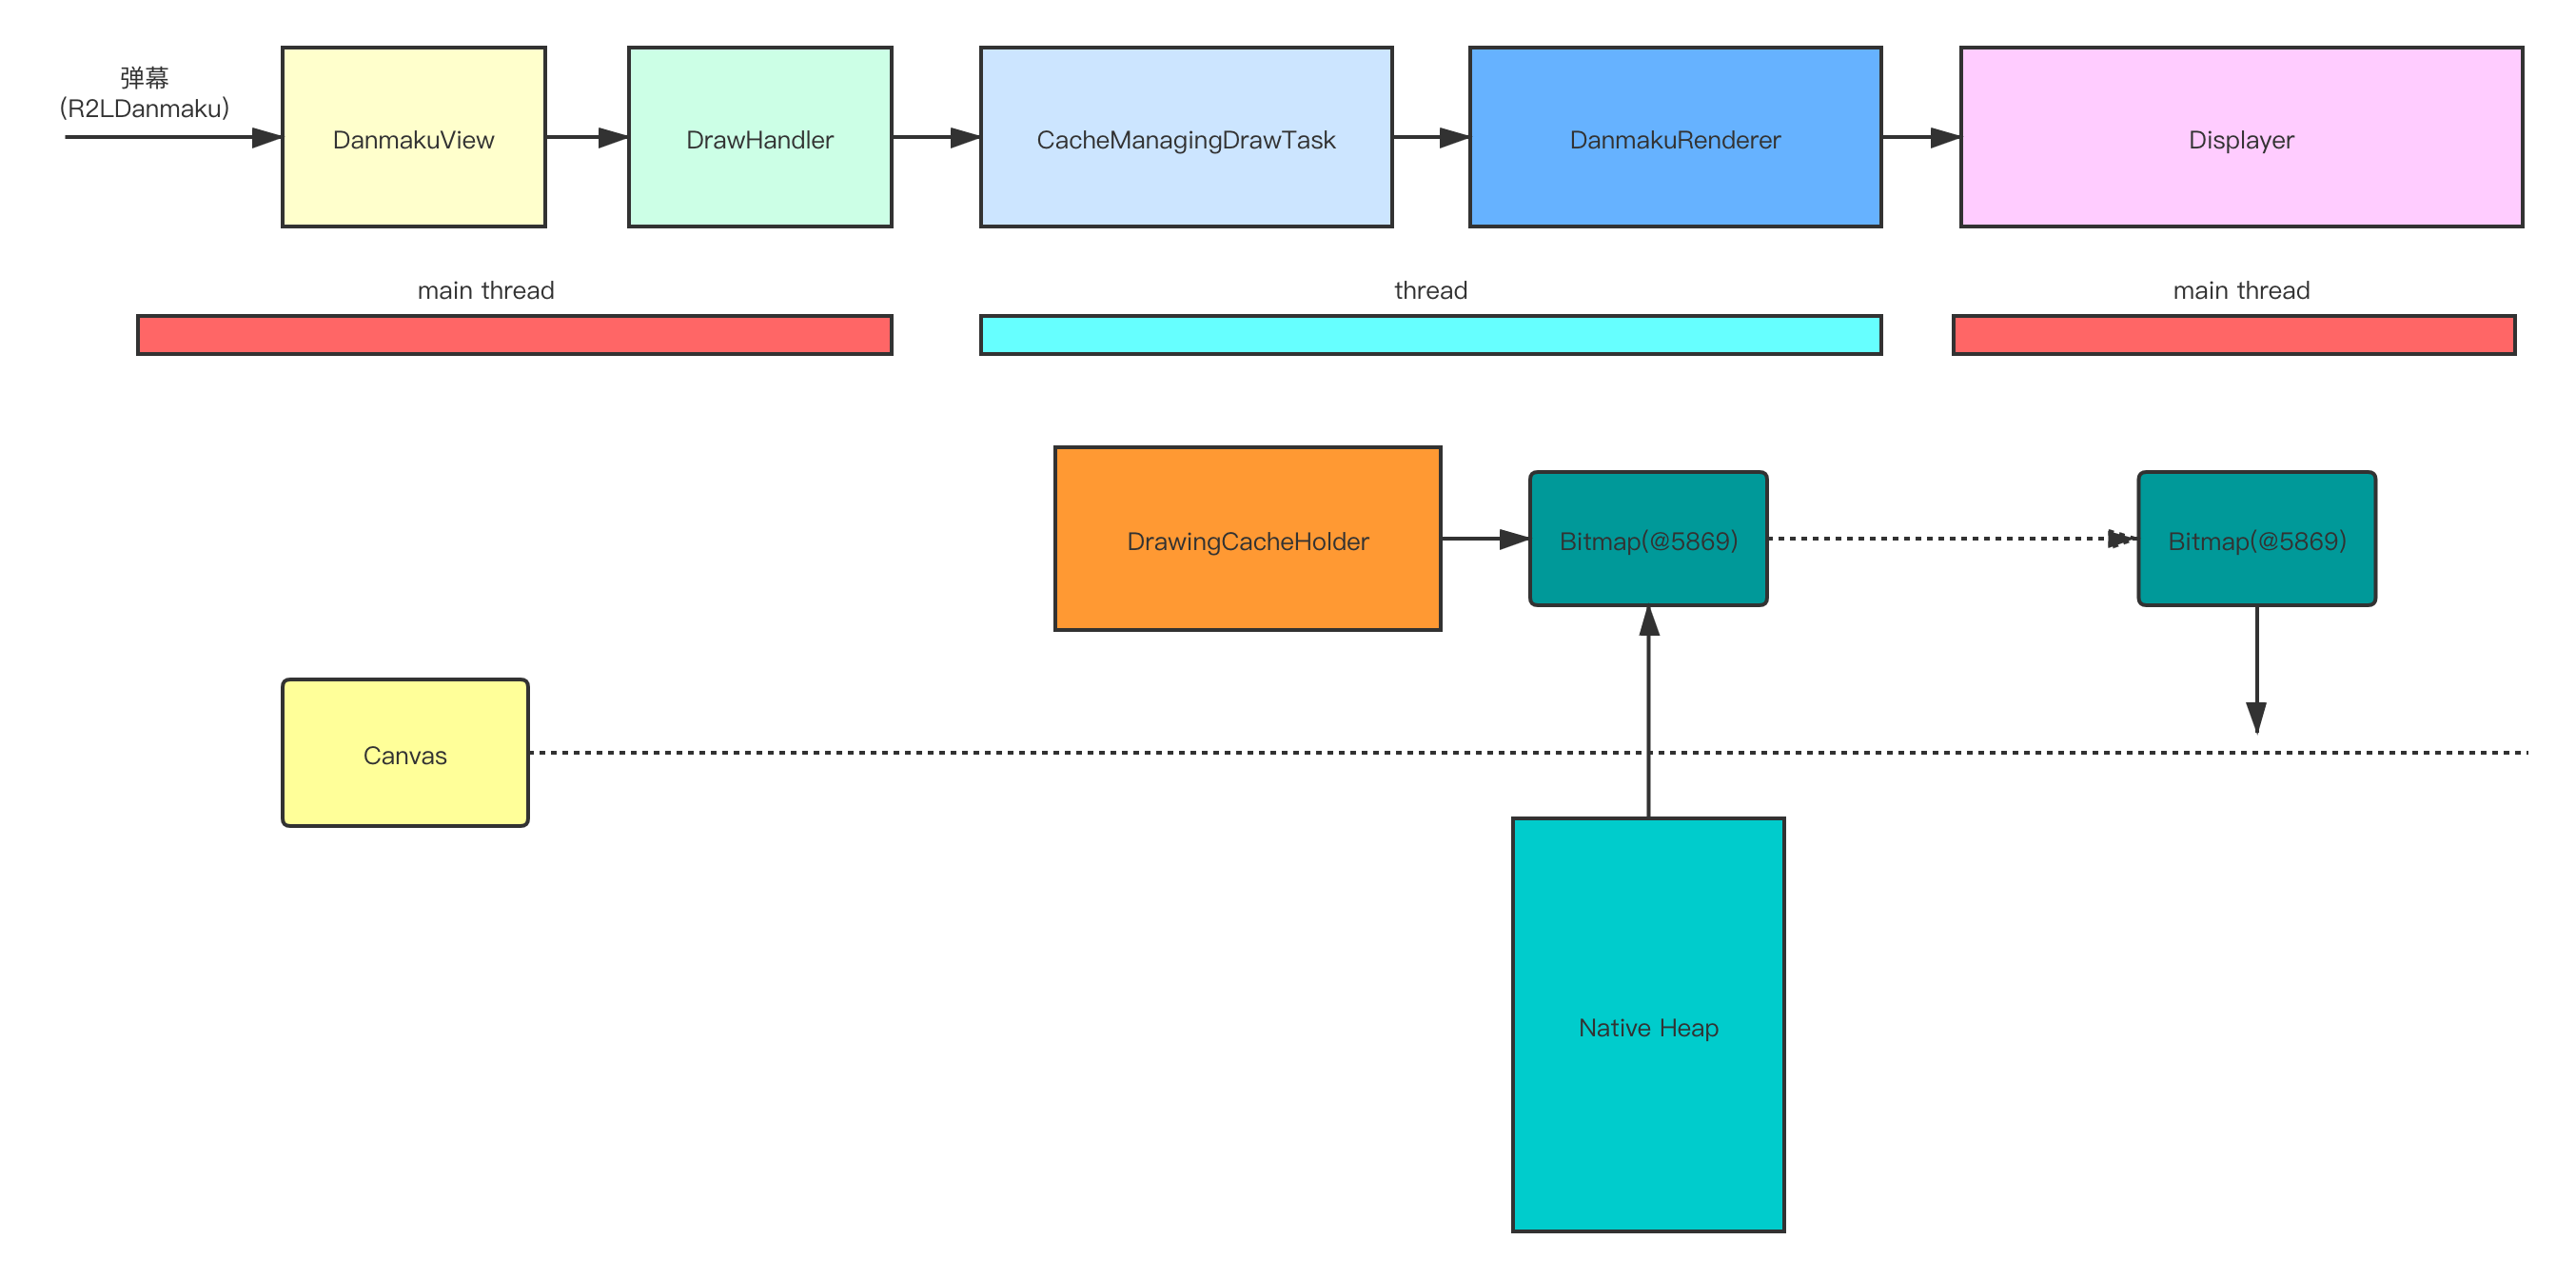 弹幕
(R2LDanmaku)
DanmakuView
DrawHandler
CacheManagingDrawTask
DanmakuRenderer
Displayer
main thread
thread
main thread
DrawingCacheHolder
Bitmap(@5869)
Bitmap(@5869)
Canvas
Native Heap